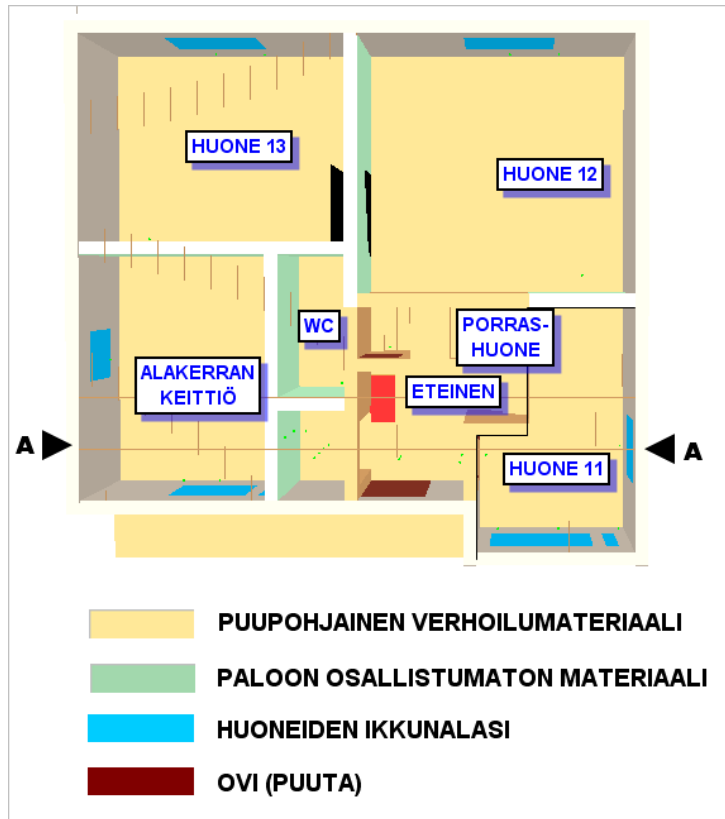 HUONE 13
HUONE 12
WC
PORRAS-
HUONE
ALAKERRAN
KEITTIÖ
ETEINEN
A
A
HUONE 11
PUUPOHJAINEN VERHOILUMATERIAALI
PALOON OSALLISTUMATON MATERIAALI
HUONEIDEN IKKUNALASI
OVI (PUUTA)